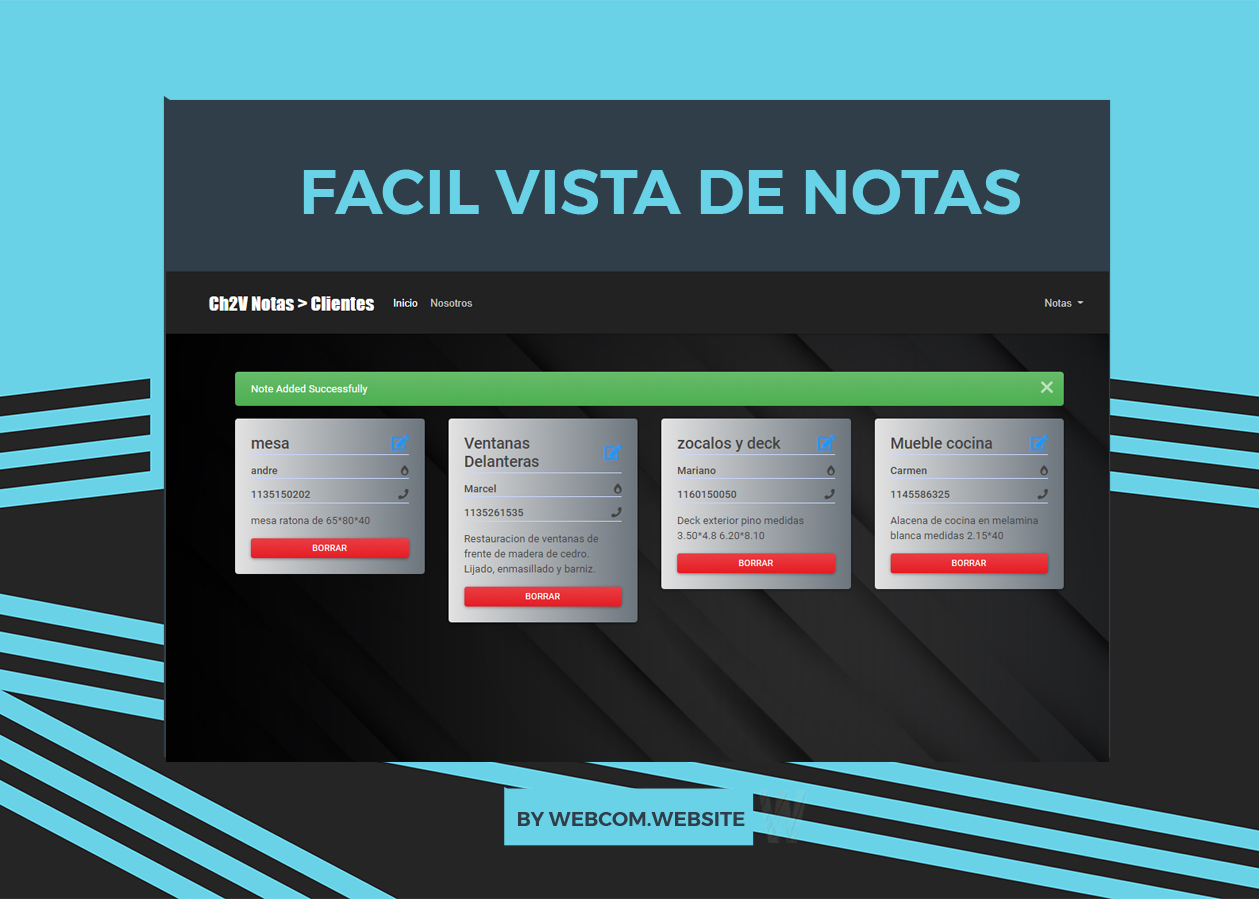 FACIL VISTA DE NOTAS
Ch2V Notas > Clientes
Inicio
Nosotros
Notas
Note Added Successfully
mesa
andre
1135150202
mesa ratona de 65*80*40
BORRAR
Ventanas
Delanteras
Marcel
1135261535
Restauracion de ventanas de
frente de madera de cedro.
Lijado, enmasillado y barniz.
BORRAR
zocalos y deck
Mariano
1160150050
Deck exterior pino medidas
3.50*4.8 6.20*8.10
BORRAR
Mueble cocina
Carmen
1145586325
Alacena de cocina en melamina
blanca medidas 2.15*40
BORRAR
BY WEBCOM.WEBSITE